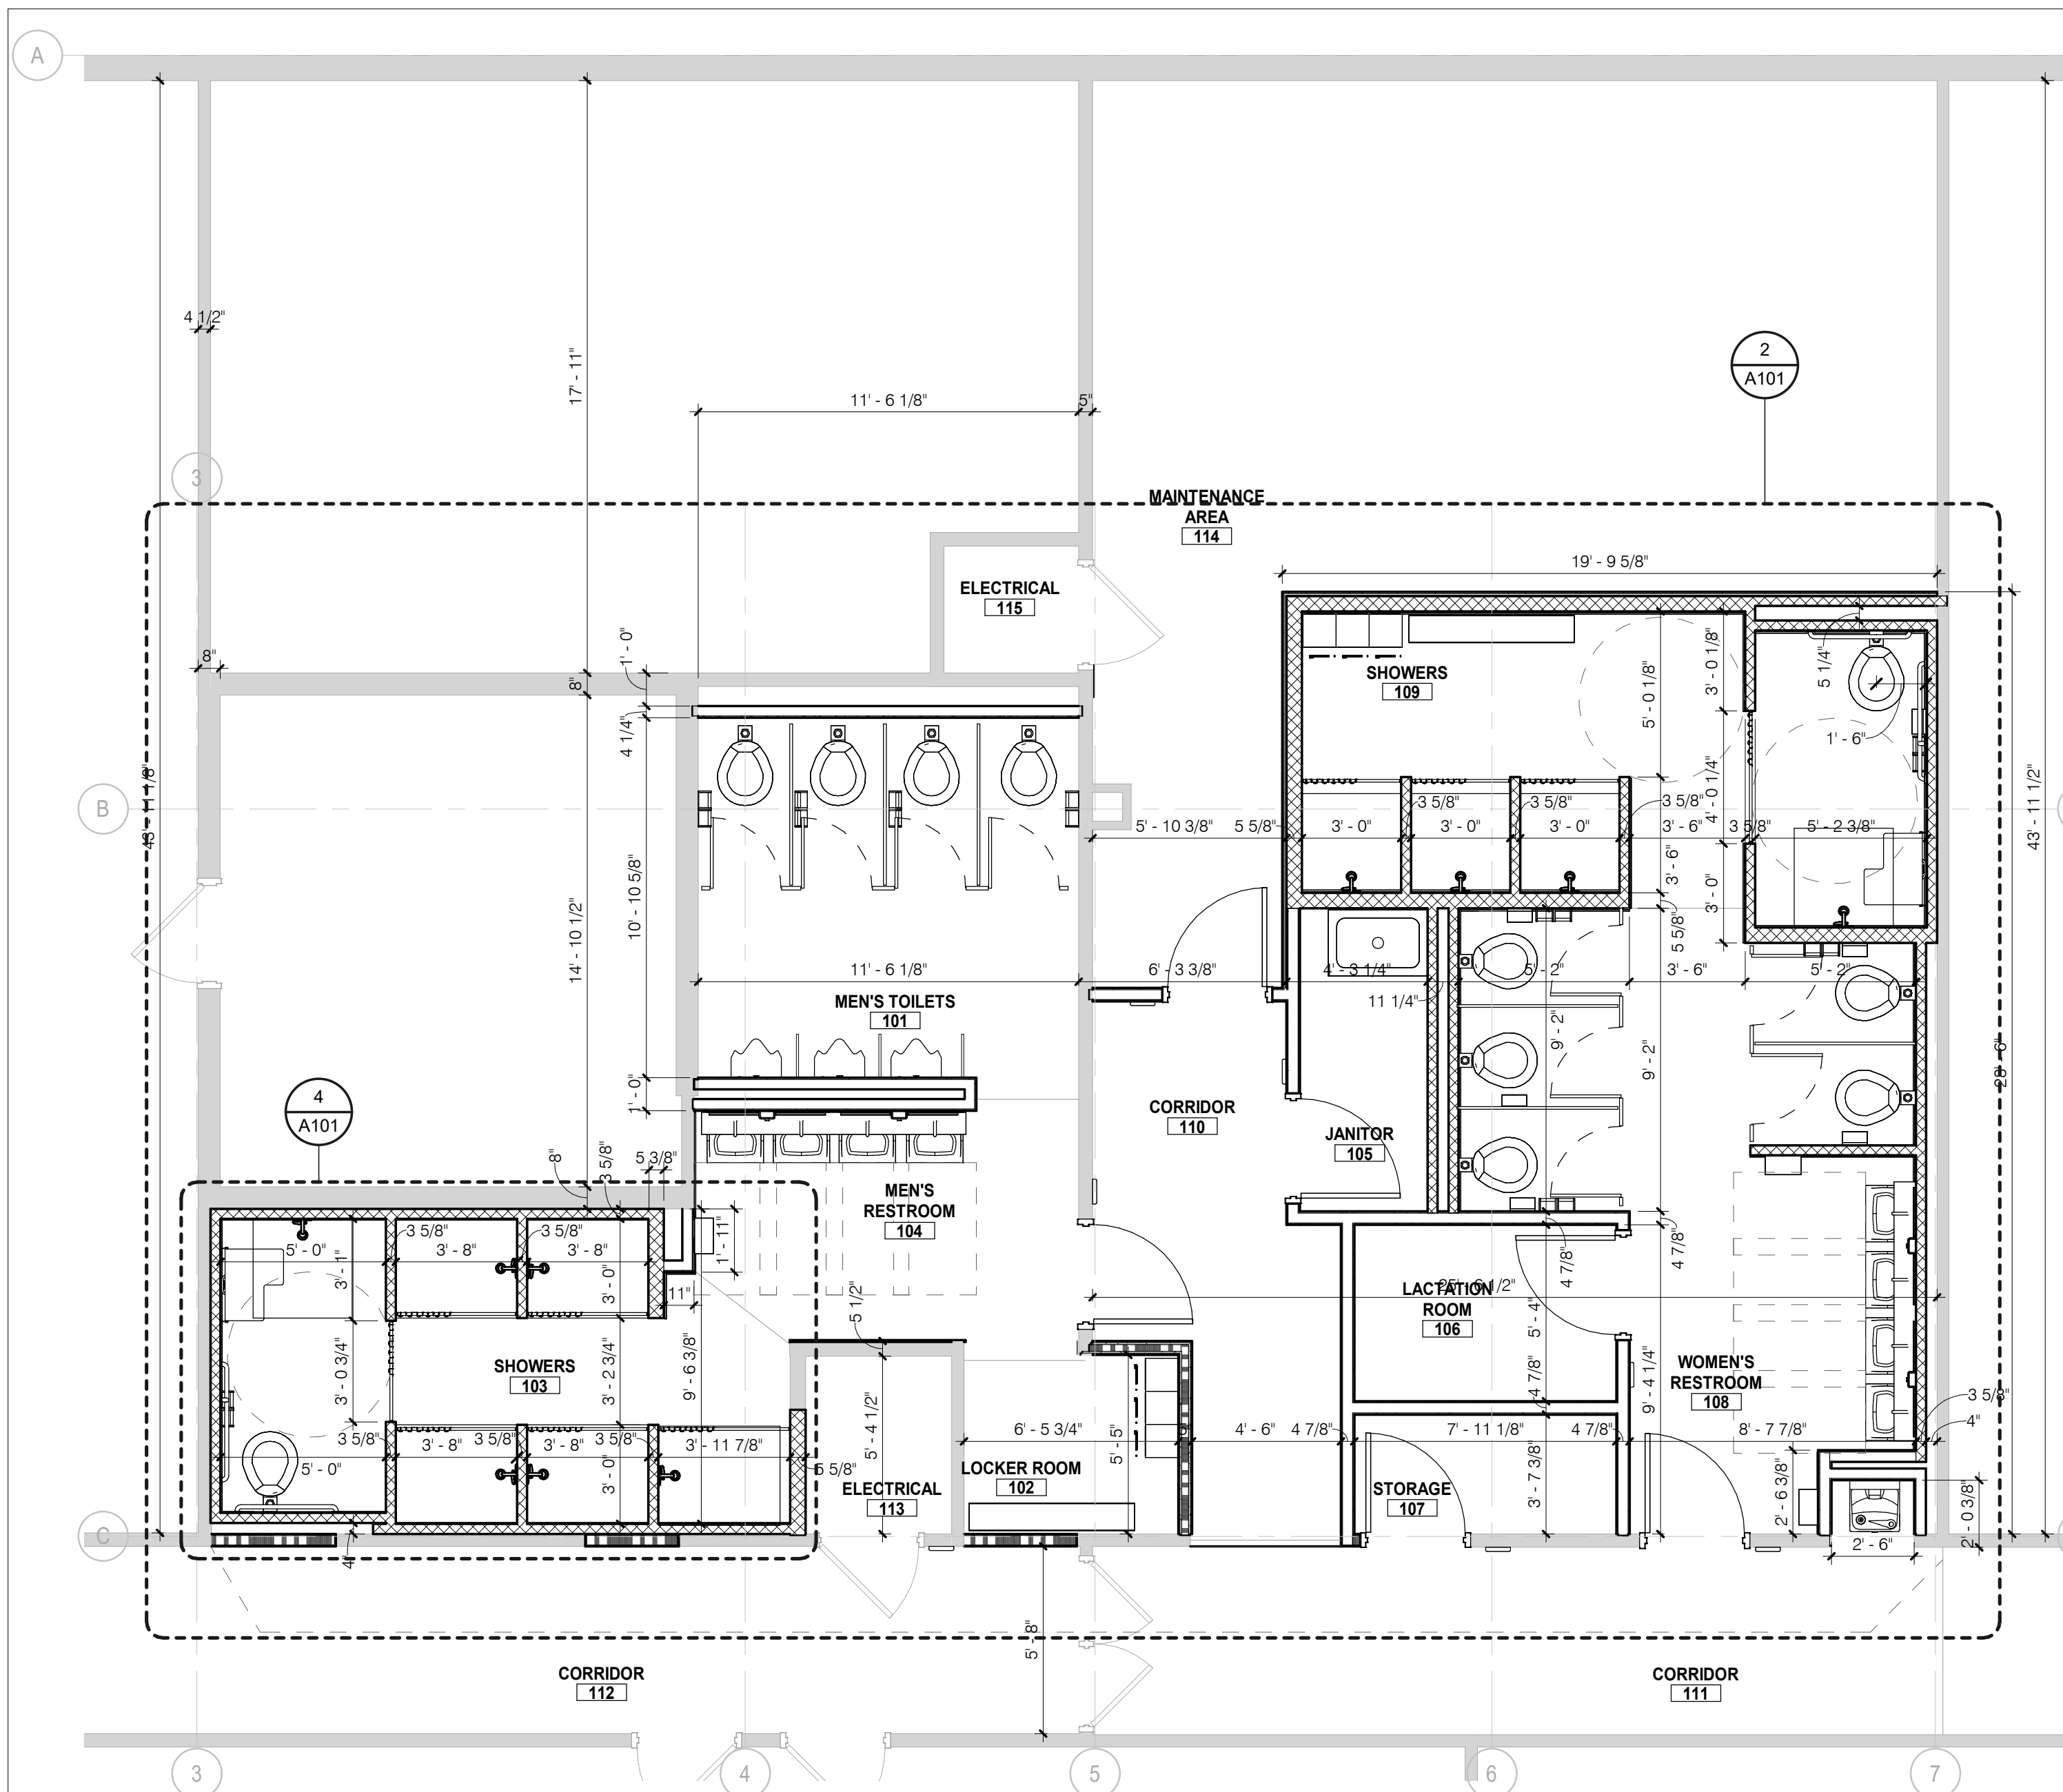 A
4 1/2"
17' - 11"
2
A101
11' - 6 1/8"
5"
3
MAINTENANCE
AREA
114
19' - 9 5/8"
ELECTRICAL
115
8"
1' - 0"
8"
4 1/4"
SHOWERS
109
5' - 0 1/8"
3' - 0 1/8"
5 1/4"
1' - 6"
43' - 11 1/8"
43' - 11 1/2"
B
4' - 0 1/4"
3 5/8"
3 5/8"
3 5/8"
5' - 10 3/8"
5 5/8"
3' - 0"
3' - 0"
3' - 0"
3' - 6"
3 5/8"
5' - 2 3/8"
3' - 6"
3' - 0"
10' - 10 5/8"
14' - 10 1/2"
5 5/8"
11' - 6 1/8"
6' - 3 3/8"
4' - 3 1/4"
5' - 2"
3' - 6"
5' - 2"
11 1/4"
MEN'S TOILETS
101
9' - 2"
9' - 2"
28' - 6"
1' - 0"
4
A101
CORRIDOR
110
JANITOR
105
8"
3 5/8"
5 3/8"
MEN'S
RESTROOM
104
3 5/8"
3 5/8"
5' - 0"
3' - 8"
3' - 8"
3' - 1"
3' - 0"
1' - 11"
11"
4 7/8"
4 7/8"
25' - 6 1/2"
LACTATION
ROOM
106
5 1/2"
5' - 4"
SHOWERS
103
3' - 0 3/4"
3' - 2 3/4"
9' - 6 3/8"
WOMEN'S
RESTROOM
108
4 7/8"
9' - 4 1/4"
3 5/8"
4"
3 5/8"
3 5/8"
3 5/8"
3' - 8"
3' - 8"
3' - 11 7/8"
5' - 0"
5 5/8"
3' - 0"
5' - 4 1/2"
6' - 5 3/4"
5' - 5"
4' - 6"
4 7/8"
7' - 11 1/8"
4 7/8"
8' - 7 7/8"
LOCKER ROOM
102
ELECTRICAL
113
STORAGE
107
3' - 7 3/8"
2' - 6 3/8"
2' - 0 3/8"
2' - 6"
C
4"
5' - 8"
CORRIDOR
112
CORRIDOR
111
3
4
5
6
7